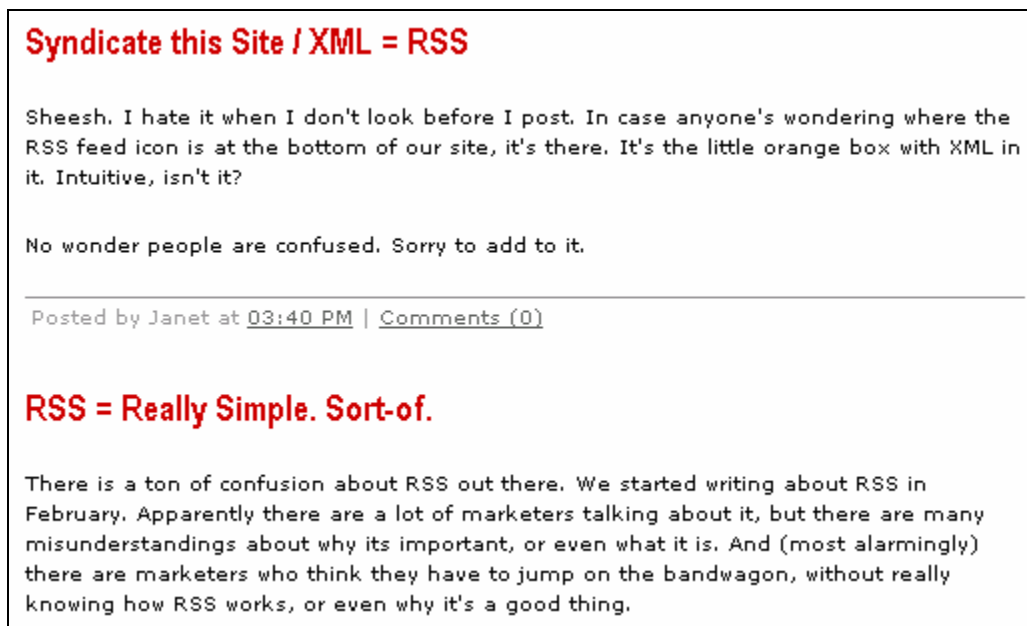 Syndicate this Site / XML = RSS
Sheesh. I hate it when I don't look before I post. In case anyone's wondering where the
RSS feed icon is at the bottom of our site, it's there. It's the little orange box with XML in
it. Intuitive, isn't it?
No wonder people are confused. Sorry to add to it.
Posted by Janet at 03:40 PM | Comments (0)
RSS = Really Simple. Sort-of.
There is a ton of confusion about RSS out there. We started writing about RSS in
February. Apparently there are a lot of marketers talking about it, but there are many
misunderstandings about why its important, or even what it is. And (most alarmingly)
there are marketers who think they have to jump on the bandwagon, without really
knowing how RSS works, or even why it's a good thing.